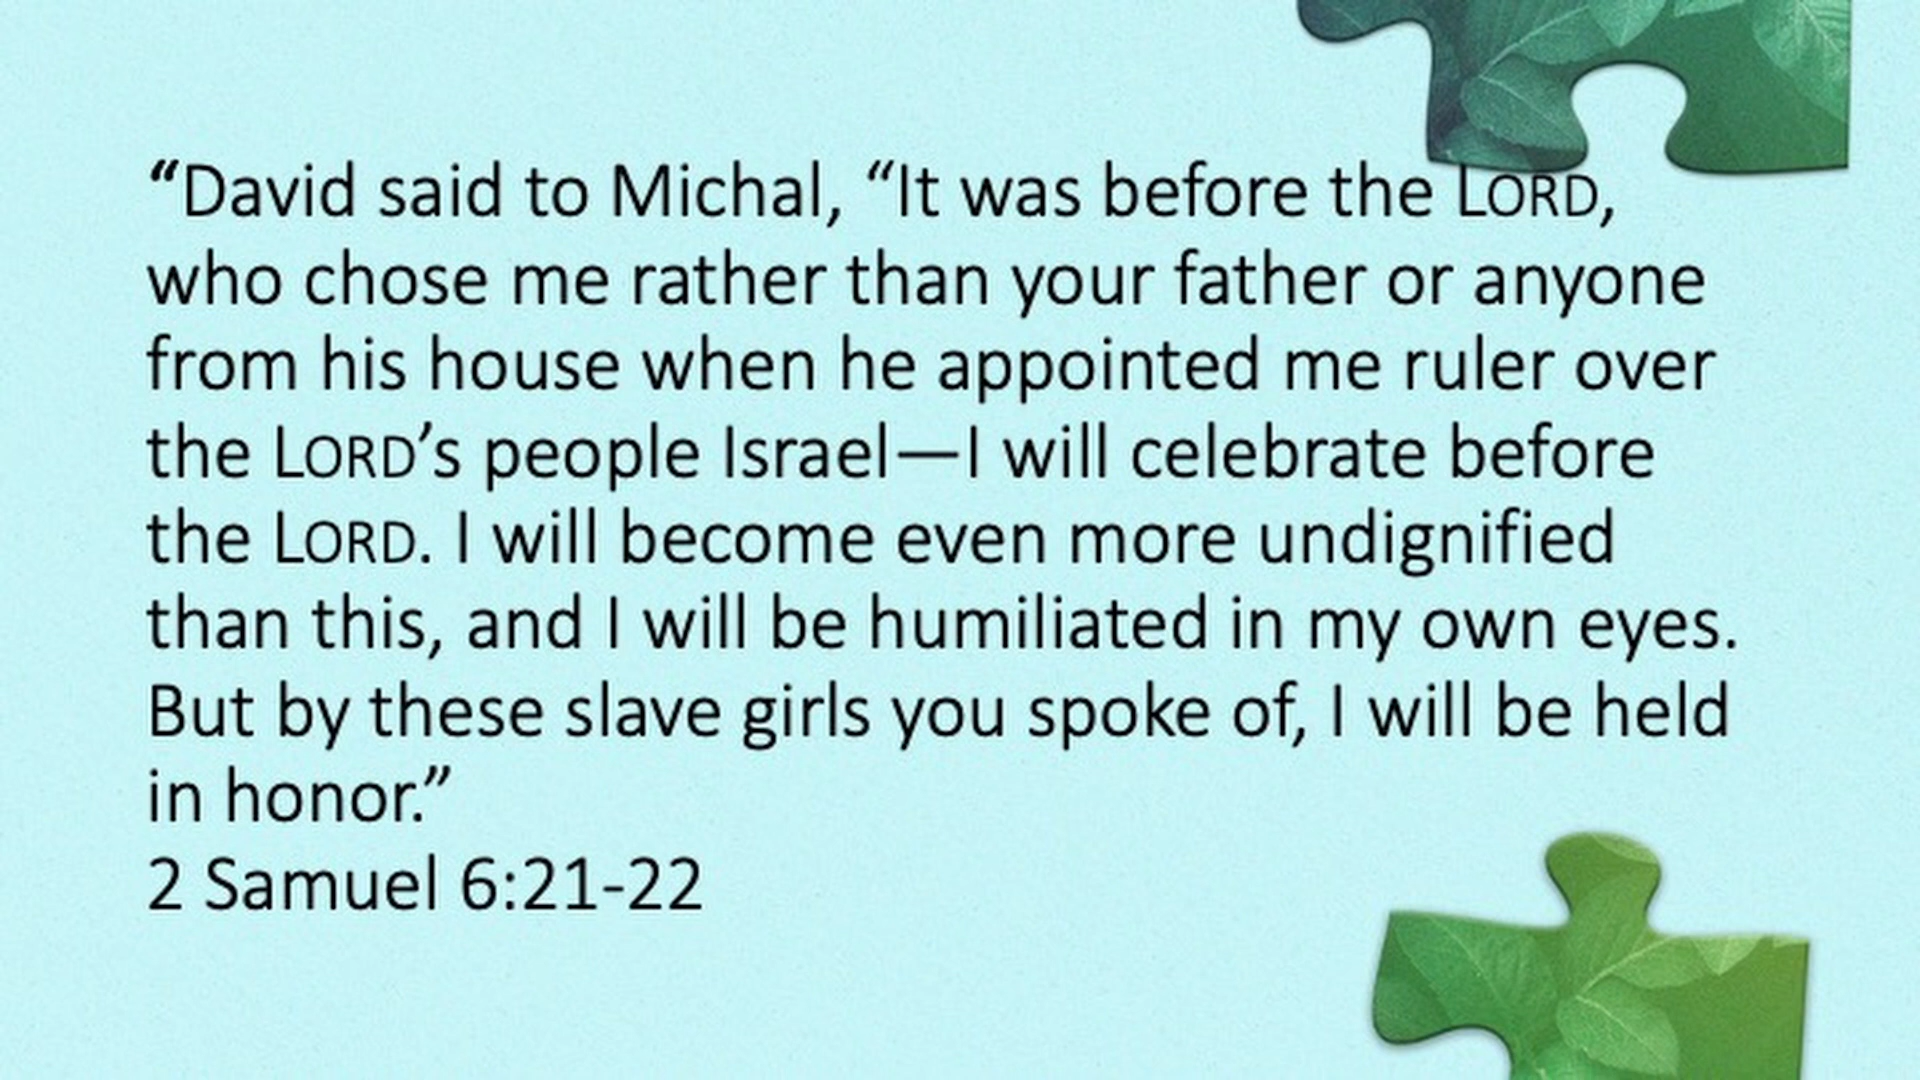 “David said to Michal, “It was before the LORD,
who chose me rather than your father or anyone
from his house when he appointed me ruler over
the LORD’s people Israel—I will celebrate before
the LORD. I will become even more undignified
than this, and I will be humiliated in my own eyes.
But by these slave girls you spoke of, I will be held
in honor.”
2 Samuel 6:21-22